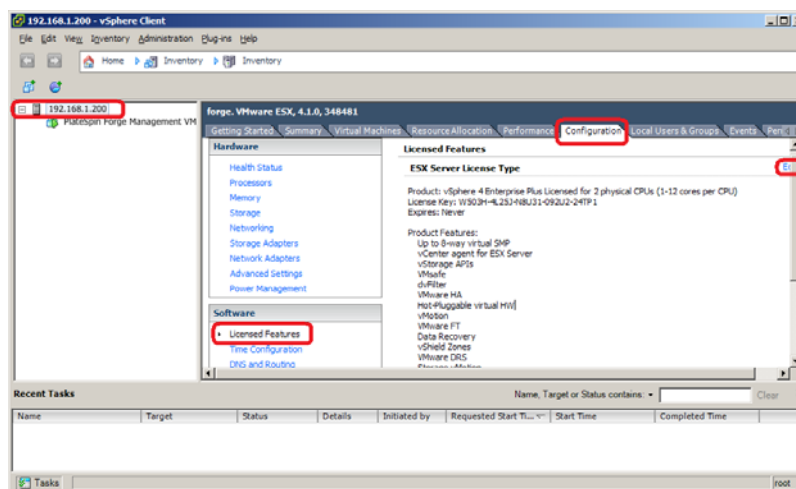 192.168.1.200 - vSphere Client
File Edit View Inventory Administration Plug-ins Help
Home Inventory Inventory
192.168.1.200
PlateSpin Forge Management VM
forge. VMware ESX, 4.1.0, 348481
Getting Started Summary Virtual Machines Resource Allocation Performance Configuration Local Users & Groups Events
Hardware
Health Status
Processors
Memory
Storage
Networking
Storage Adapters
Network Adapters
Advanced Settings
Power Management
Software
Licensed Features
Time Configuration
DNS and Routing
Licensed Features
ESX Server License Type
Product: vSphere 4 Enterprise Plus Licensed for 2 physical CPUs (1-12 cores per CPU)
License Key:
Expires: Never
Product Features:
Up to 8-way virtual SMP
vCenter agent for ESX Server
vStorage APIs
VMsafe
dvFilter
VMware HA
Hot-Pluggable virtual HW
vMotion
VMware FT
Data Recovery
vShield Zones
VMware DRS
Storage vMotion
Recent Tasks
Name, Target or Status contains: Clear
Name Target Status Details Initiated by Requested Start Ti... Start Time Completed Time
Tasks
root